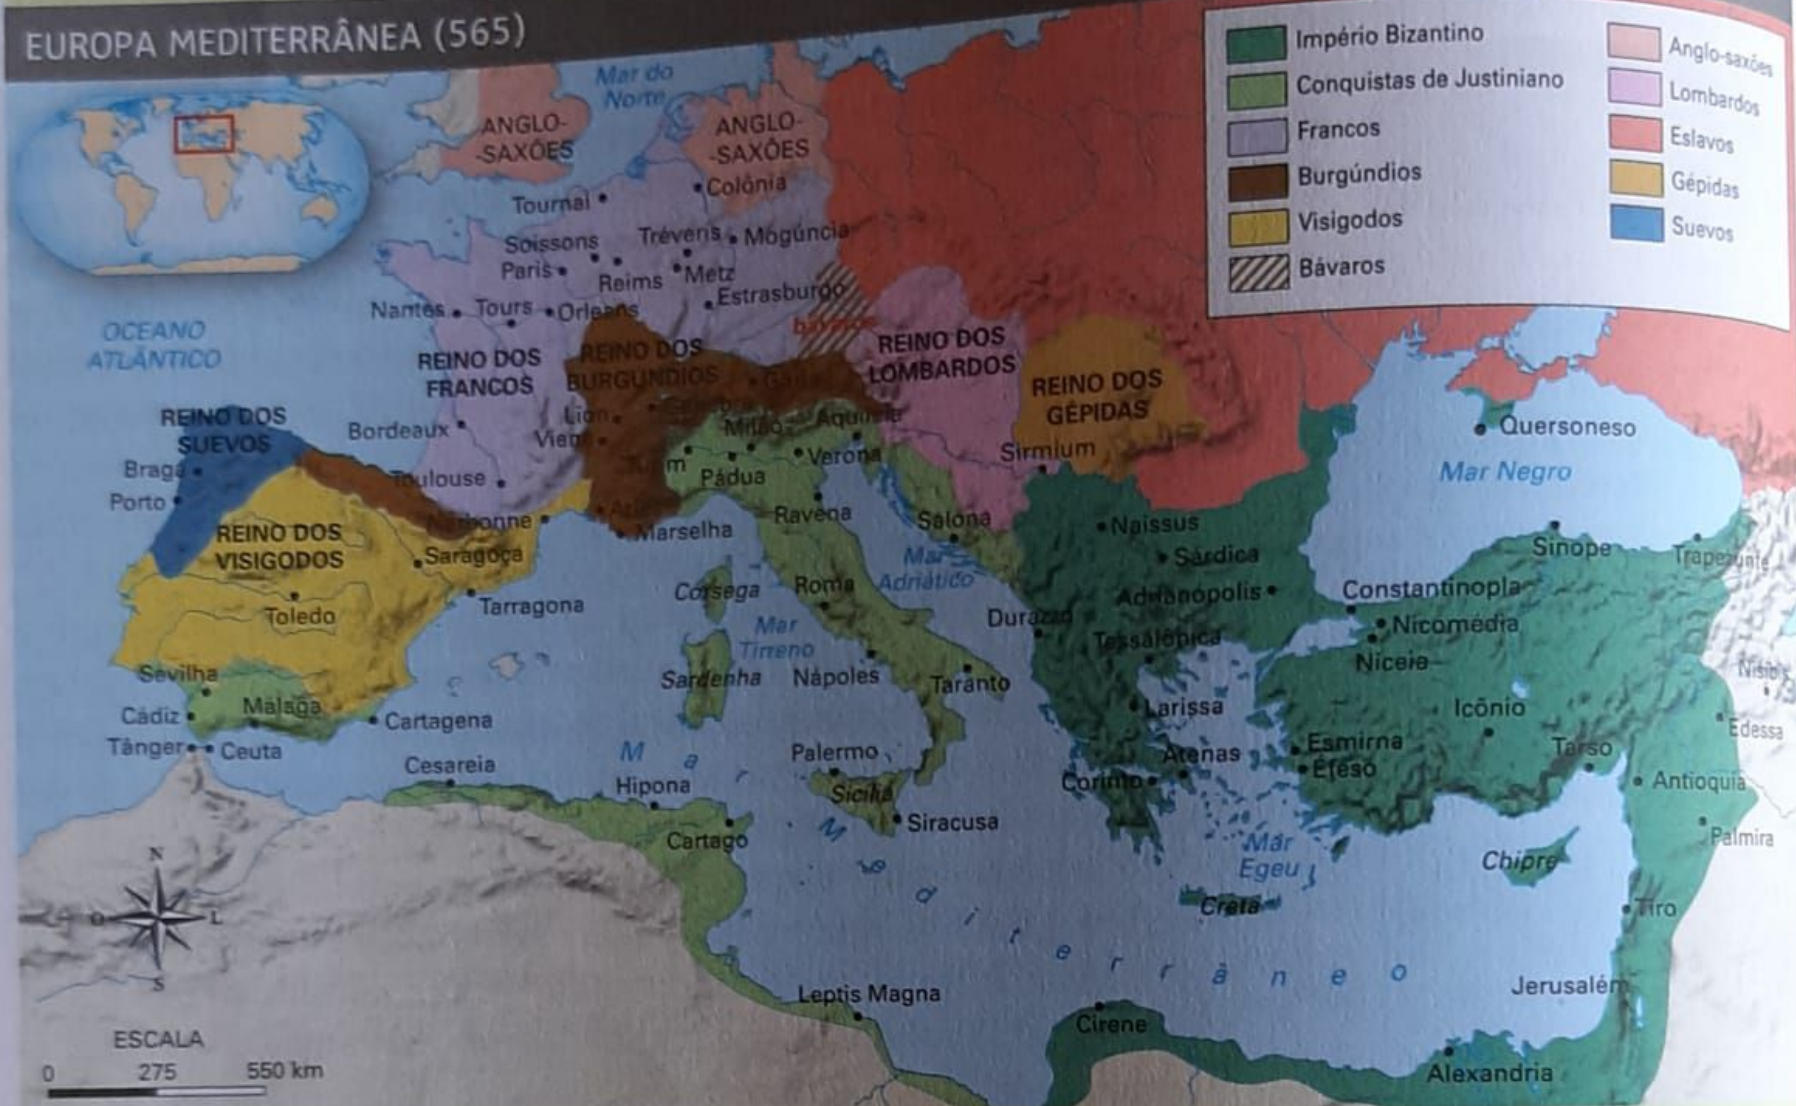 EUROPA MEDITERRÂNEA (565)
Império Bizantino
Conquistas de Justiniano
Francos
Burgúndios
Visigodos
Bávaros
Anglo-saxões
Lombardos
Eslavos
Gépidas
Suevos
Mar do
Norte
ANGLO-
-SAXÕES
ANGLO-
-SAXÕES
Colônia
Tournai
Soissons
Tréveris
Mogúncia
Paris
Reims
Metz
Estrasburgo
Nantes
Tours
Orleans
OCEANO
ATLÂNTICO
REINO DOS
FRANCOS
REINO DOS
BURGÚNDIOS
REINO DOS
LOMBARDOS
REINO DOS
GÉPIDAS
REINO DOS
SUEVOS
Bordeaux
Lion
Milão
Aquileia
Quersoneso
Braga
Toulouse
Pádua
Verona
Sirmium
Mar Negro
Porto
Narbonne
Marselha
Ravena
Salona
Naissus
REINO DOS
VISIGODOS
Saragoça
Sárdica
Sinope
Trapezunte
Mar
Adriático
Córsega
Roma
Adrianópolis
Constantinopla
Toledo
Tarragona
Durazzo
Nicomédia
Mar
Tirreno
Tessalônica
Niceia
Sevilha
Sardenha
Nápoles
Taranto
Cádiz
Málaga
Cartagena
Larissa
Icônio
Edessa
Tânger
Ceuta
Palermo
Atenas
Esmirna
Éfeso
Tarso
Cesareia
Hipona
Sicília
Corinto
Antioquia
Cartago
Siracusa
Palmira
Mar
Egeu
Chipre
Creta
Tiro
Mar Mediterrâneo
Jerusalém
Leptis Magna
Cirene
Alexandria
N
O
L
S
ESCALA
0 275 550 km